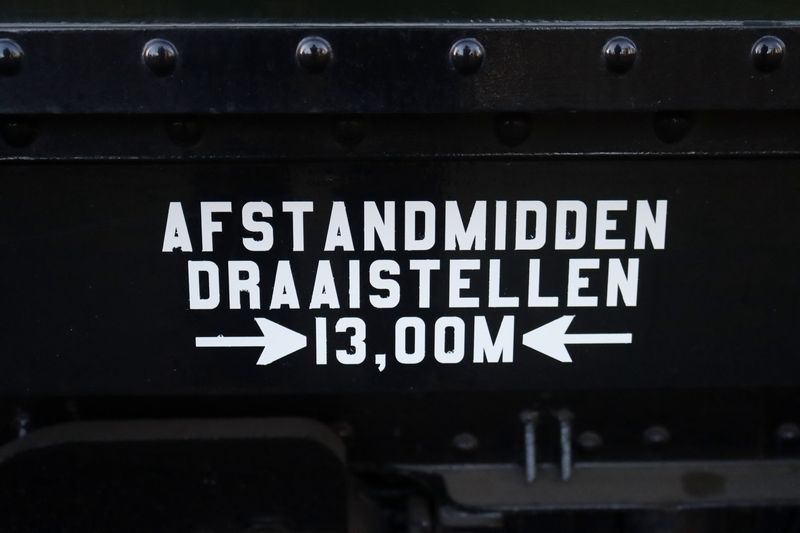 AFSTANDMIDDEN
DRAAISTELLEN
13,00M